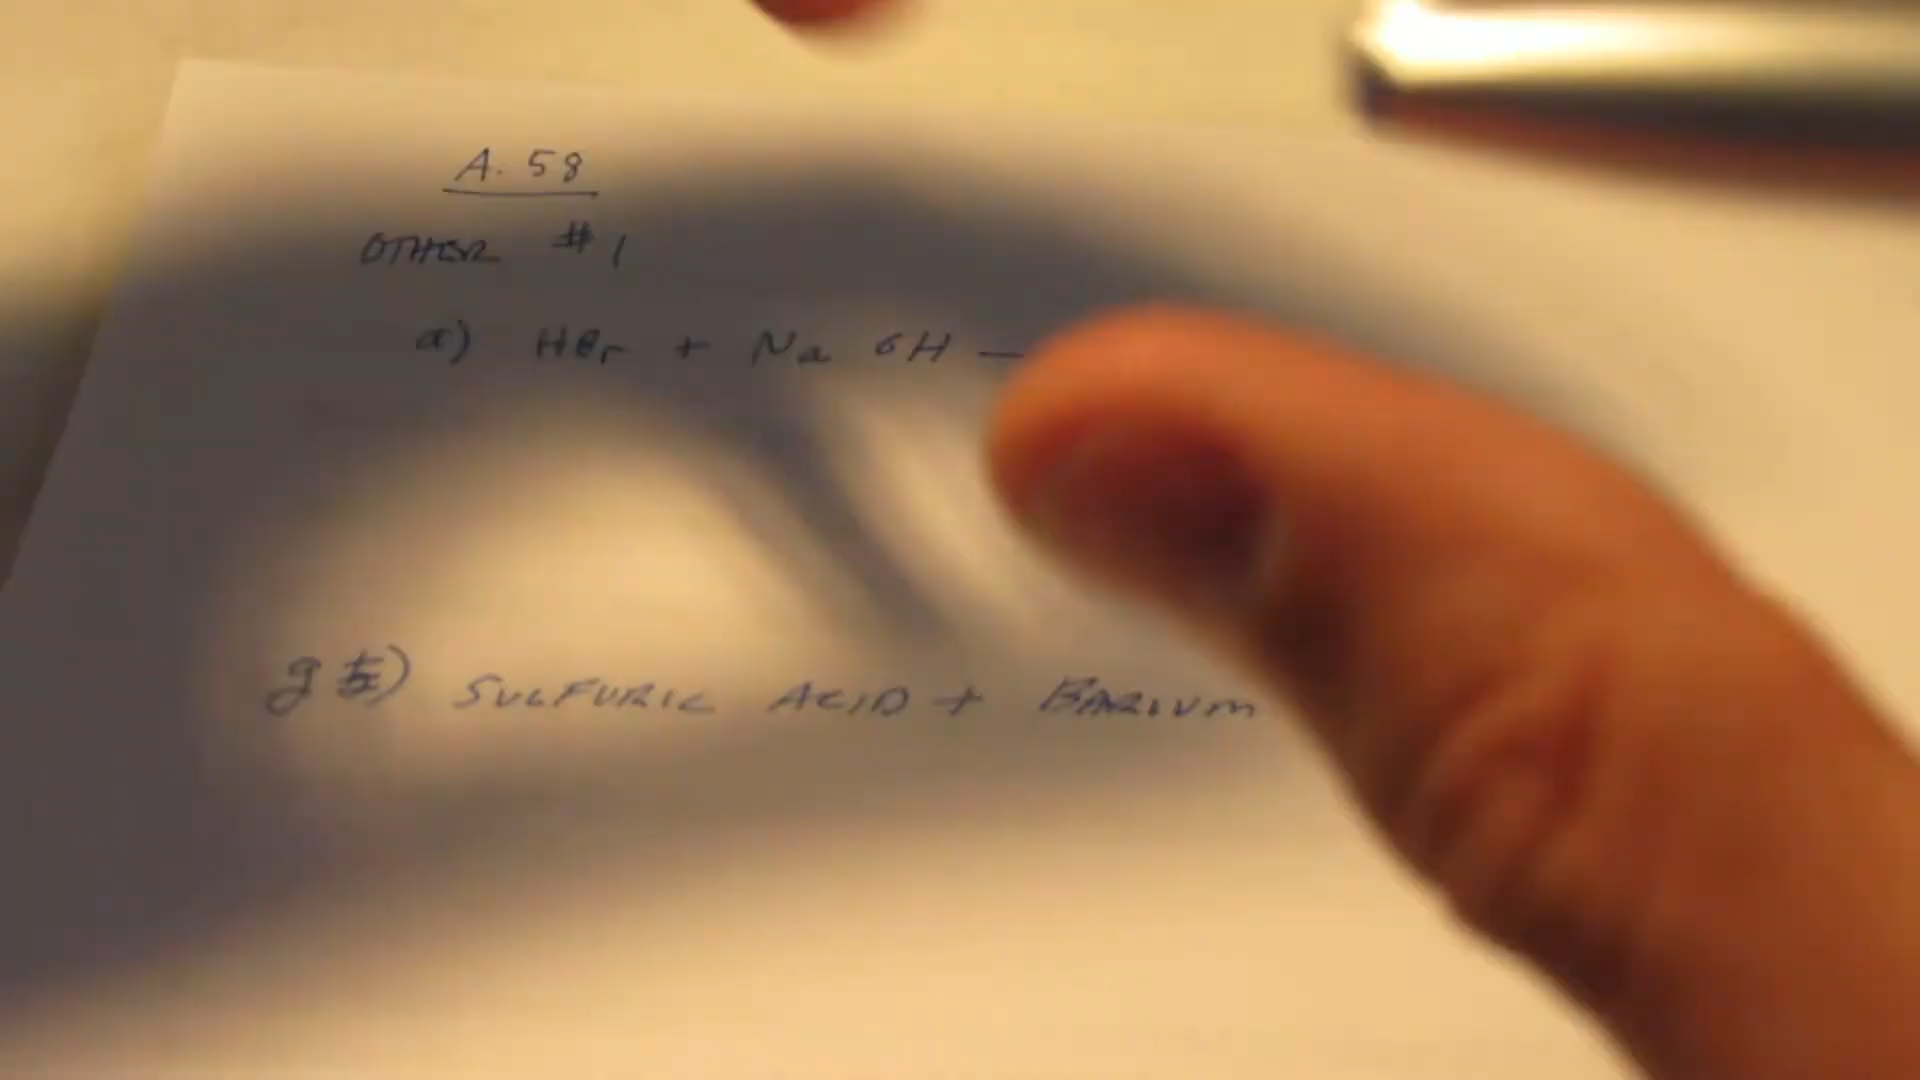 A. 58
OTHER # 1
a) HBr + Na OH —
g) SULFURIC ACID + BARIUM